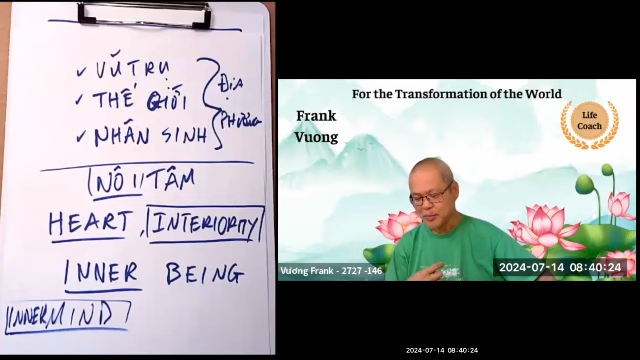 ✓ VŨ TRỤ
✓ THẾ GIỚI
✓ NHÂN SINH
ĐỊA
PHƯƠNG
NÔỊ TÂM
HEART, INTERIORITY
INNER BEING
INNER MIND
For the Transformation of the World
Frank
Vuong
Life
Coach
Vương Frank - 2727 -146
2024-07-14 08:40:24
2024-07-14 08:40:24